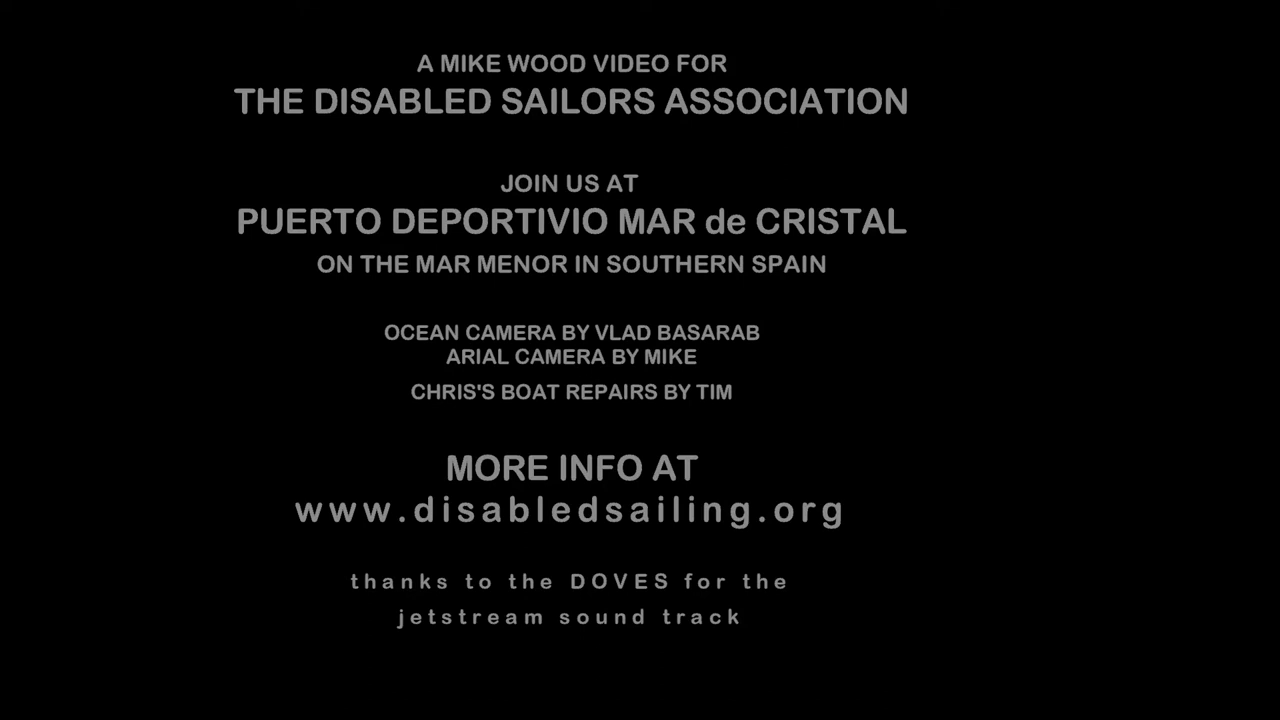 A MIKE WOOD VIDEO FOR
THE DISABLED SAILORS ASSOCIATION
JOIN US AT
PUERTO DEPORTIVIO MAR de CRISTAL
ON THE MAR MENOR IN SOUTHERN SPAIN
OCEAN CAMERA BY VLAD BASARAB
ARIAL CAMERA BY MIKE
CHRIS'S BOAT REPAIRS BY TIM
MORE INFO AT
www.disabledsailing.org
thanks to the DOVES for the
jetstream sound track